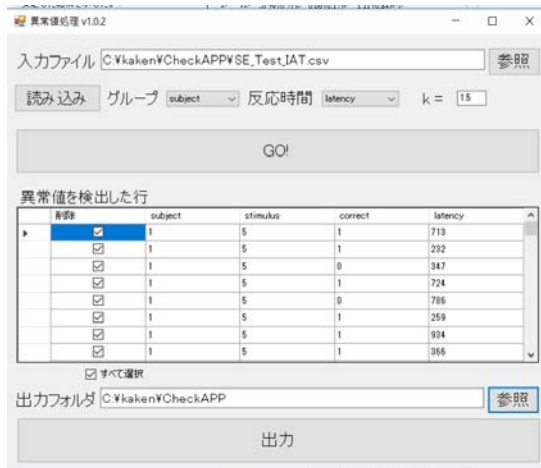 異常値処理 v1.0.2
入力ファイル C:¥kaken¥CheckAPP¥SE_Test_IAT.csv 参照
読み込み グループ subject 反応時間 latency k = 1.5
GO!
異常値を検出した行
削除 subject stimulus correct latency
1 5 1 713
1 5 1 232
1 5 0 347
1 5 1 724
1 5 0 786
1 5 1 259
1 5 1 934
1 5 1 366
すべて選択
出力フォルダ C:¥kaken¥CheckAPP 参照
出力